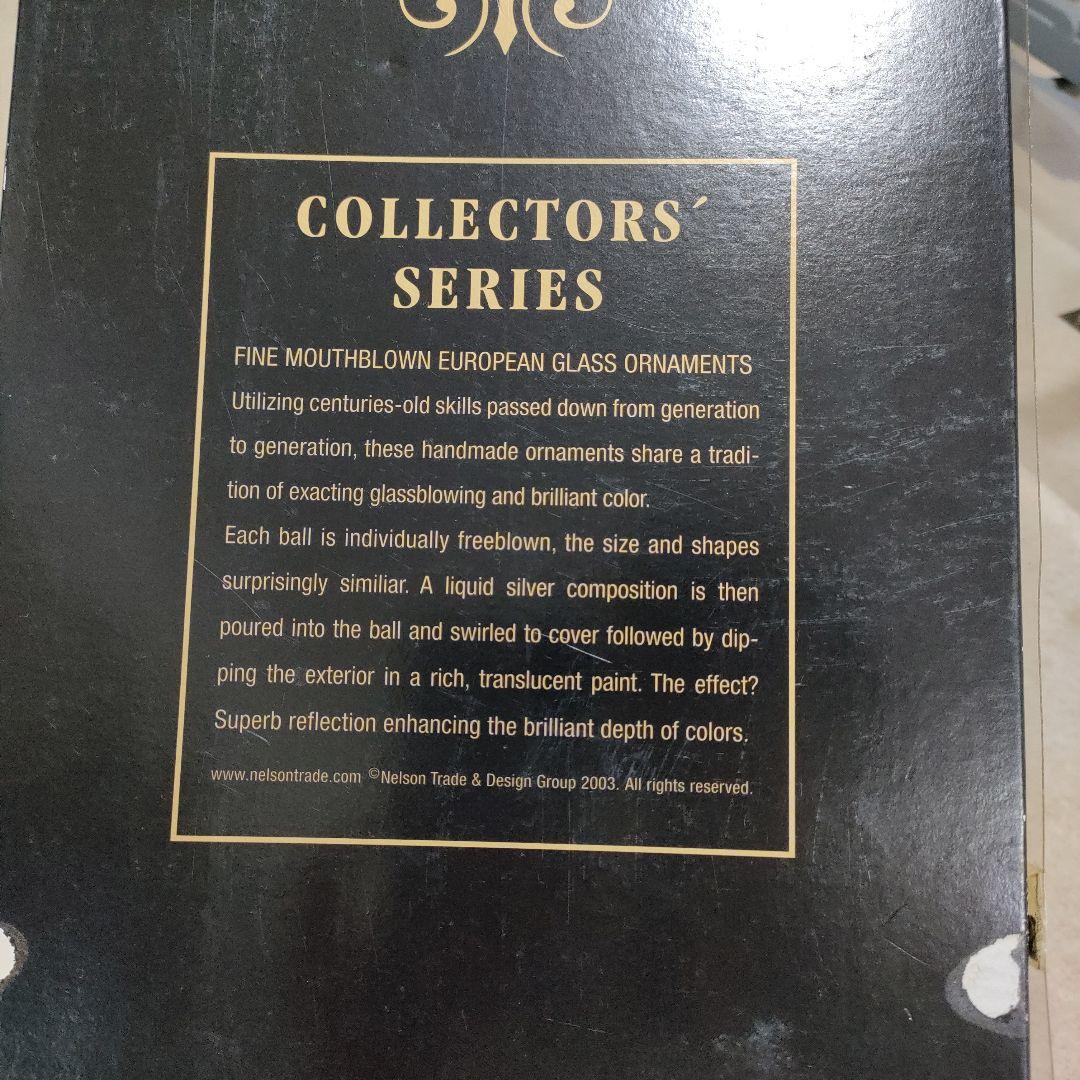 COLLECTORS´
SERIES
FINE MOUTHBLOWN EUROPEAN GLASS ORNAMENTS
Utilizing centuries-old skills passed down from generation
to generation, these handmade ornaments share a tradi-
tion of exacting glassblowing and brilliant color.
Each ball is individually freeblown, the size and shapes
surprisingly similiar. A liquid silver composition is then
poured into the ball and swirled to cover followed by dip-
ping the exterior in a rich, translucent paint. The effect?
Superb reflection enhancing the brilliant depth of colors.
www.nelsontrade.com ©Nelson Trade & Design Group 2003. All rights reserved.